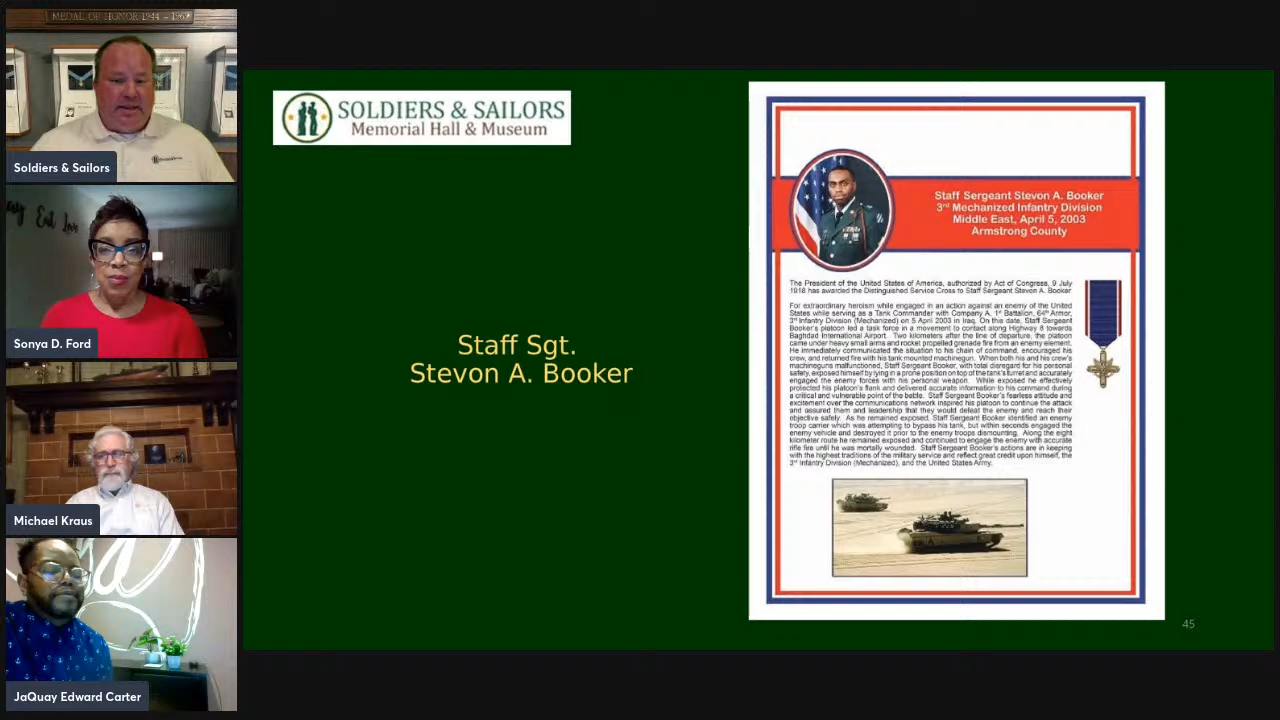 MEDAL OF HONOR 1944 - 1969
Soldiers & Sailors
Eat Love
Sonya D. Ford
Michael Kraus
JaQuay Edward Carter
SOLDIERS & SAILORS
Memorial Hall & Museum
Staff Sgt.
Stevon A. Booker
Staff Sergeant Stevon A. Booker
3rd Mechanized Infantry Division
Middle East, April 5, 2003
Armstrong County
The President of the United States of America, authorized by Act of Congress, 9 July
1918 has awarded the Distinguished Service Cross to Staff Sergeant Steven A. Booker
For extraordinary heroism while engaged in an action against an enemy of the United
States while serving as a Tank Commander with Company A, 1st Battalion, 64th Armor,
3rd Infantry Division (Mechanized) on 5 April 2003 in Iraq. On this date, Staff Sergeant
Booker's platoon led a task force in a movement to contact along Highway 8 towards
Baghdad International Airport. Two kilometers after the line of departure, the platoon
came under heavy small arms and rocket propelled grenade fire from an enemy element.
He immediately communicated the situation to his chain of command, encouraged his
crew, and returned fire with his tank mounted machinegun. When both his and his crew's
machineguns malfunctioned, Staff Sergeant Booker, with total disregard for his personal
safety, exposed himself by lying in a prone position on top of the tank's turret and accurately
engaged the enemy forces with his personal weapon. While exposed he effectively
protected his platoon's flank and delivered accurate information to his command during
a critical and vulnerable point of the battle. Staff Sergeant Booker's fearless attitude and
excitement over the communications network inspired his platoon to continue the attack
and assured them and leadership that they would defeat the enemy and reach their
objective safely. As he remained exposed, Staff Sergeant Booker identified an enemy
troop carrier which was attempting to bypass his tank, but within seconds engaged the
enemy vehicle and destroyed it prior to the enemy troops dismounting. Along the eight
kilometer route he remained exposed and continued to engage the enemy with accurate
rifle fire until he was mortally wounded. Staff Sergeant Booker's actions are in keeping
with the highest traditions of the military service and reflect great credit upon himself, the
3rd Infantry Division (Mechanized), and the United States Army.
45